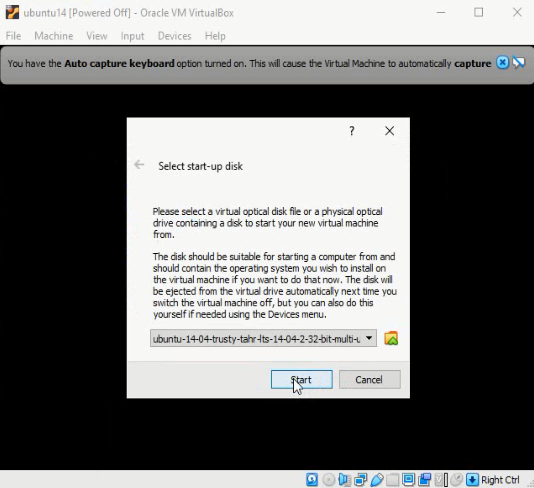 ubuntu14 [Powered Off] - Oracle VM VirtualBox
File Machine View Input Devices Help
You have the Auto capture keyboard option turned on. This will cause the Virtual Machine to automatically capture
?
Select start-up disk
Please select a virtual optical disk file or a physical optical
drive containing a disk to start your new virtual machine
from.
The disk should be suitable for starting a computer from and
should contain the operating system you wish to install on
the virtual machine if you want to do that now. The disk will
be ejected from the virtual drive automatically next time you
switch the virtual machine off, but you can also do this
yourself if needed using the Devices menu.
ubuntu-14-04-trusty-tahr-lts-14-04-2-32-bit-multi-u
Start Cancel
Right Ctrl